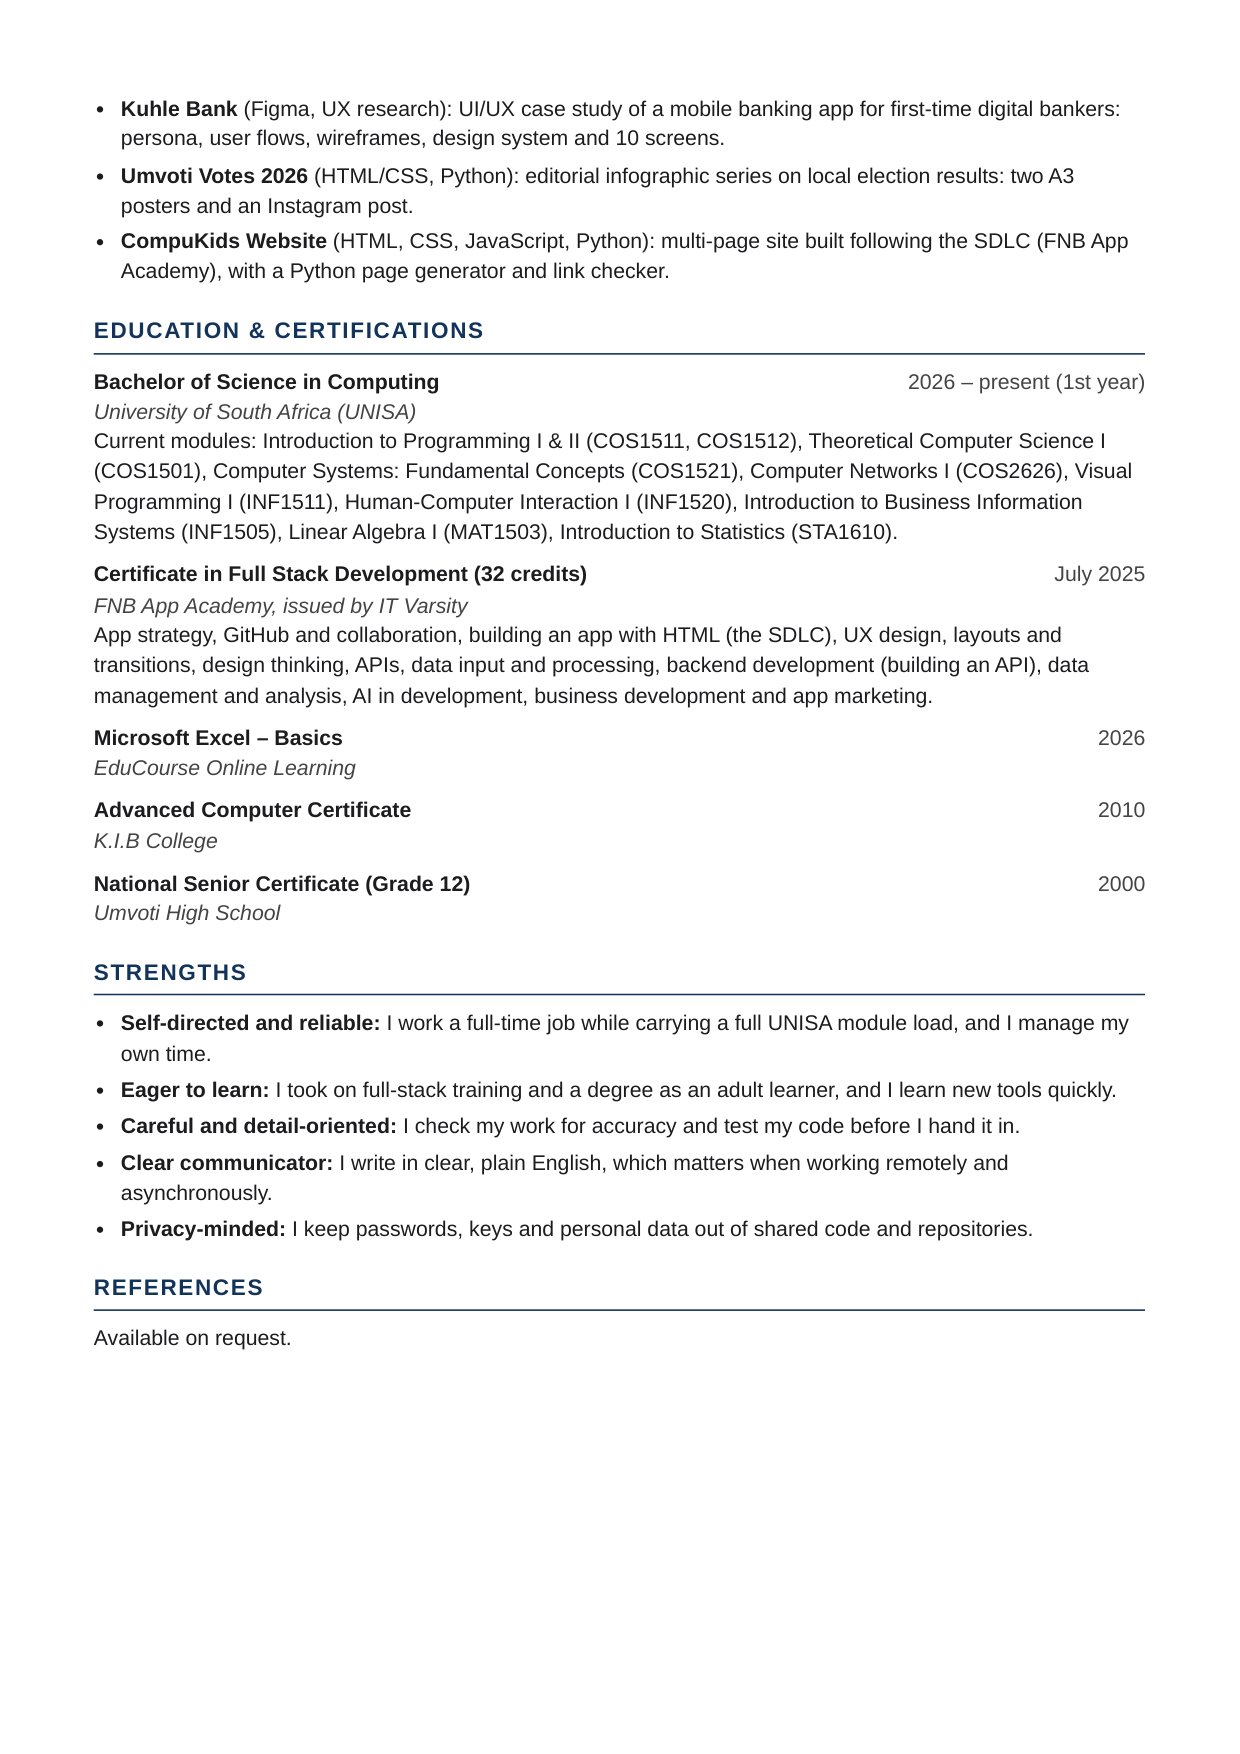 • Kuhle Bank (Figma, UX research): UI/UX case study of a mobile banking app for first-time digital bankers:
persona, user flows, wireframes, design system and 10 screens.
• Umvoti Votes 2026 (HTML/CSS, Python): editorial infographic series on local election results: two A3
posters and an Instagram post.
• CompuKids Website (HTML, CSS, JavaScript, Python): multi-page site built following the SDLC (FNB App
Academy), with a Python page generator and link checker.
EDUCATION & CERTIFICATIONS
Bachelor of Science in Computing 2026 – present (1st year)
University of South Africa (UNISA)
Current modules: Introduction to Programming I & II (COS1511, COS1512), Theoretical Computer Science I
(COS1501), Computer Systems: Fundamental Concepts (COS1521), Computer Networks I (COS2626), Visual
Programming I (INF1511), Human-Computer Interaction I (INF1520), Introduction to Business Information
Systems (INF1505), Linear Algebra I (MAT1503), Introduction to Statistics (STA1610).
Certificate in Full Stack Development (32 credits) July 2025
FNB App Academy, issued by IT Varsity
App strategy, GitHub and collaboration, building an app with HTML (the SDLC), UX design, layouts and
transitions, design thinking, APIs, data input and processing, backend development (building an API), data
management and analysis, AI in development, business development and app marketing.
Microsoft Excel – Basics 2026
EduCourse Online Learning
Advanced Computer Certificate 2010
K.I.B College
National Senior Certificate (Grade 12) 2000
Umvoti High School
STRENGTHS
• Self-directed and reliable: I work a full-time job while carrying a full UNISA module load, and I manage my
own time.
• Eager to learn: I took on full-stack training and a degree as an adult learner, and I learn new tools quickly.
• Careful and detail-oriented: I check my work for accuracy and test my code before I hand it in.
• Clear communicator: I write in clear, plain English, which matters when working remotely and
asynchronously.
• Privacy-minded: I keep passwords, keys and personal data out of shared code and repositories.
REFERENCES
Available on request.